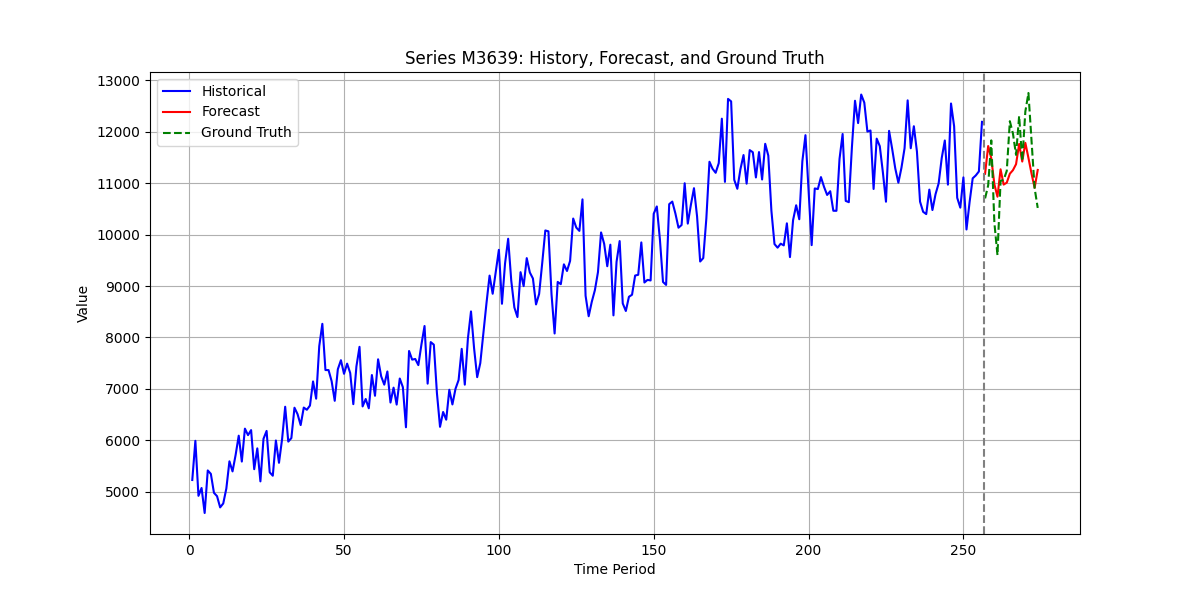 Series M3639: History, Forecast, and Ground Truth
Historical
Forecast
Ground Truth
13000
12000
11000
10000
9000
8000
7000
6000
5000
Value
0 50 100 150 200 250
Time Period